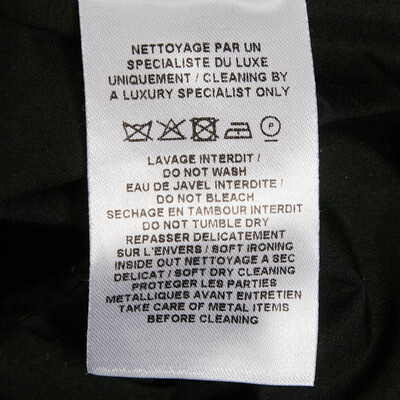 NETTOYAGE PAR UN
SPECIALISTE DU LUXE
UNIQUEMENT / CLEANING BY
A LUXURY SPECIALIST ONLY
P
LAVAGE INTERDIT /
DO NOT WASH
EAU DE JAVEL INTERDITE /
DO NOT BLEACH
SECHAGE EN TAMBOUR INTERDIT
DO NOT TUMBLE DRY
REPASSER DELICATEMENT
SUR L'ENVERS / SOFT IRONING
INSIDE OUT NETTOYAGE A SEC
DELICAT / SOFT DRY CLEANING
PROTEGER LES PARTIES
METALLIQUES AVANT ENTRETIEN
TAKE CARE OF METAL ITEMS
BEFORE CLEANING